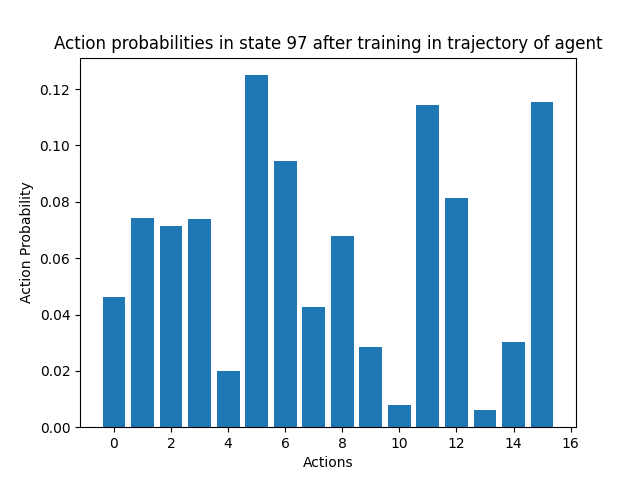 Action probabilities in state 97 after training in trajectory of agent
0.12
0.10
0.08
0.06
0.04
0.02
0.00
Action Probability
0 2 4 6 8 10 12 14 16
Actions